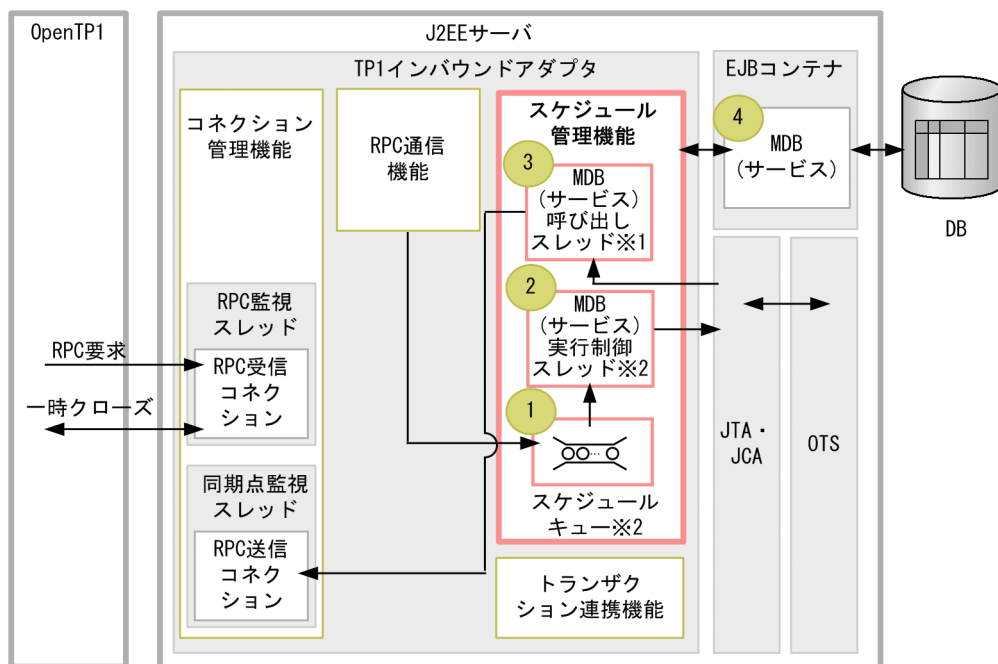 OpenTP1
J2EEサーバ
TP1インバウンドアダプタ
EJBコンテナ
コネクション
管理機能
RPC通信
機能
スケジュール
管理機能
4
MDB
(サービス)
DB
3
MDB
(サービス)
呼び出し
スレッド※1
2
MDB
(サービス)
実行制御
スレッド※2
RPC監視
スレッド
RPC要求
RPC受信
コネク
ション
一時クローズ
1
…
スケジュール
キュー※2
JTA・
JCA
OTS
同期点監視
スレッド
RPC送信
コネク
ション
トランザク
ション連携機能